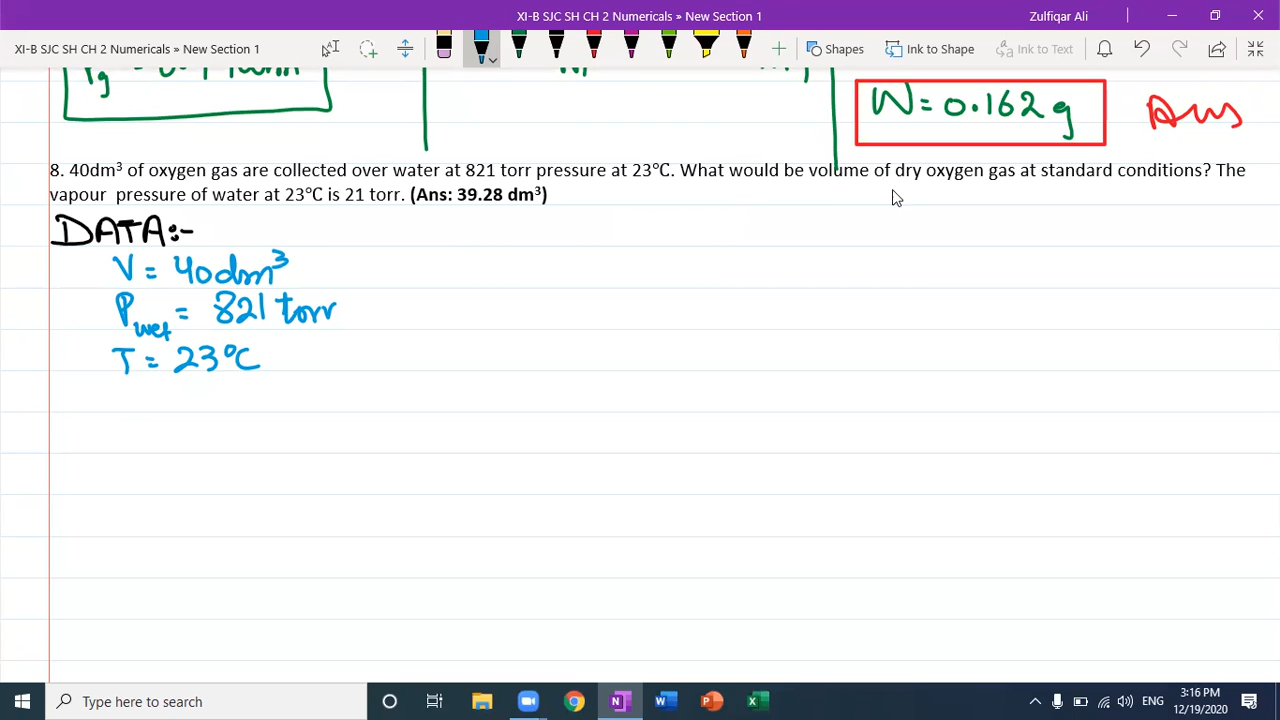 XI-B SJC SH CH 2 Numericals » New Section 1
Zulfiqar Ali
XI-B SJC SH CH 2 Numericals » New Section 1
Shapes
Ink to Shape
Ink to Text
W = 0.162 g
Ans
8. 40dm³ of oxygen gas are collected over water at 821 torr pressure at 23°C. What would be volume of dry oxygen gas at standard conditions? The
vapour pressure of water at 23°C is 21 torr. (Ans: 39.28 dm³)
DATA:-
V = 40dm³
Pwet = 821 torr
T = 23°C
Type here to search
ENG
3:16 PM
12/19/2020